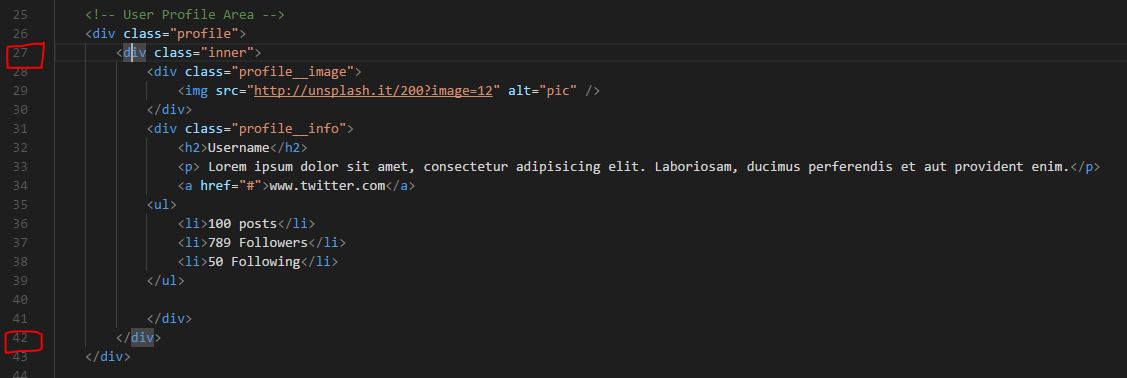 25 <!-- User Profile Area -->
26 <div class="profile">
27 <div class="inner">
28 <div class="profile__image">
29 <img src="http://unsplash.it/200?image=12" alt="pic" />
30 </div>
31 <div class="profile__info">
32 <h2>Username</h2>
33 <p> Lorem ipsum dolor sit amet, consectetur adipisicing elit. Laboriosam, ducimus perferendis et aut provident enim.</p>
34 <a href="#">www.twitter.com</a>
35 <ul>
36 <li>100 posts</li>
37 <li>789 Followers</li>
38 <li>50 Following</li>
39 </ul>
40
41 </div>
42 </div>
43 </div>
44